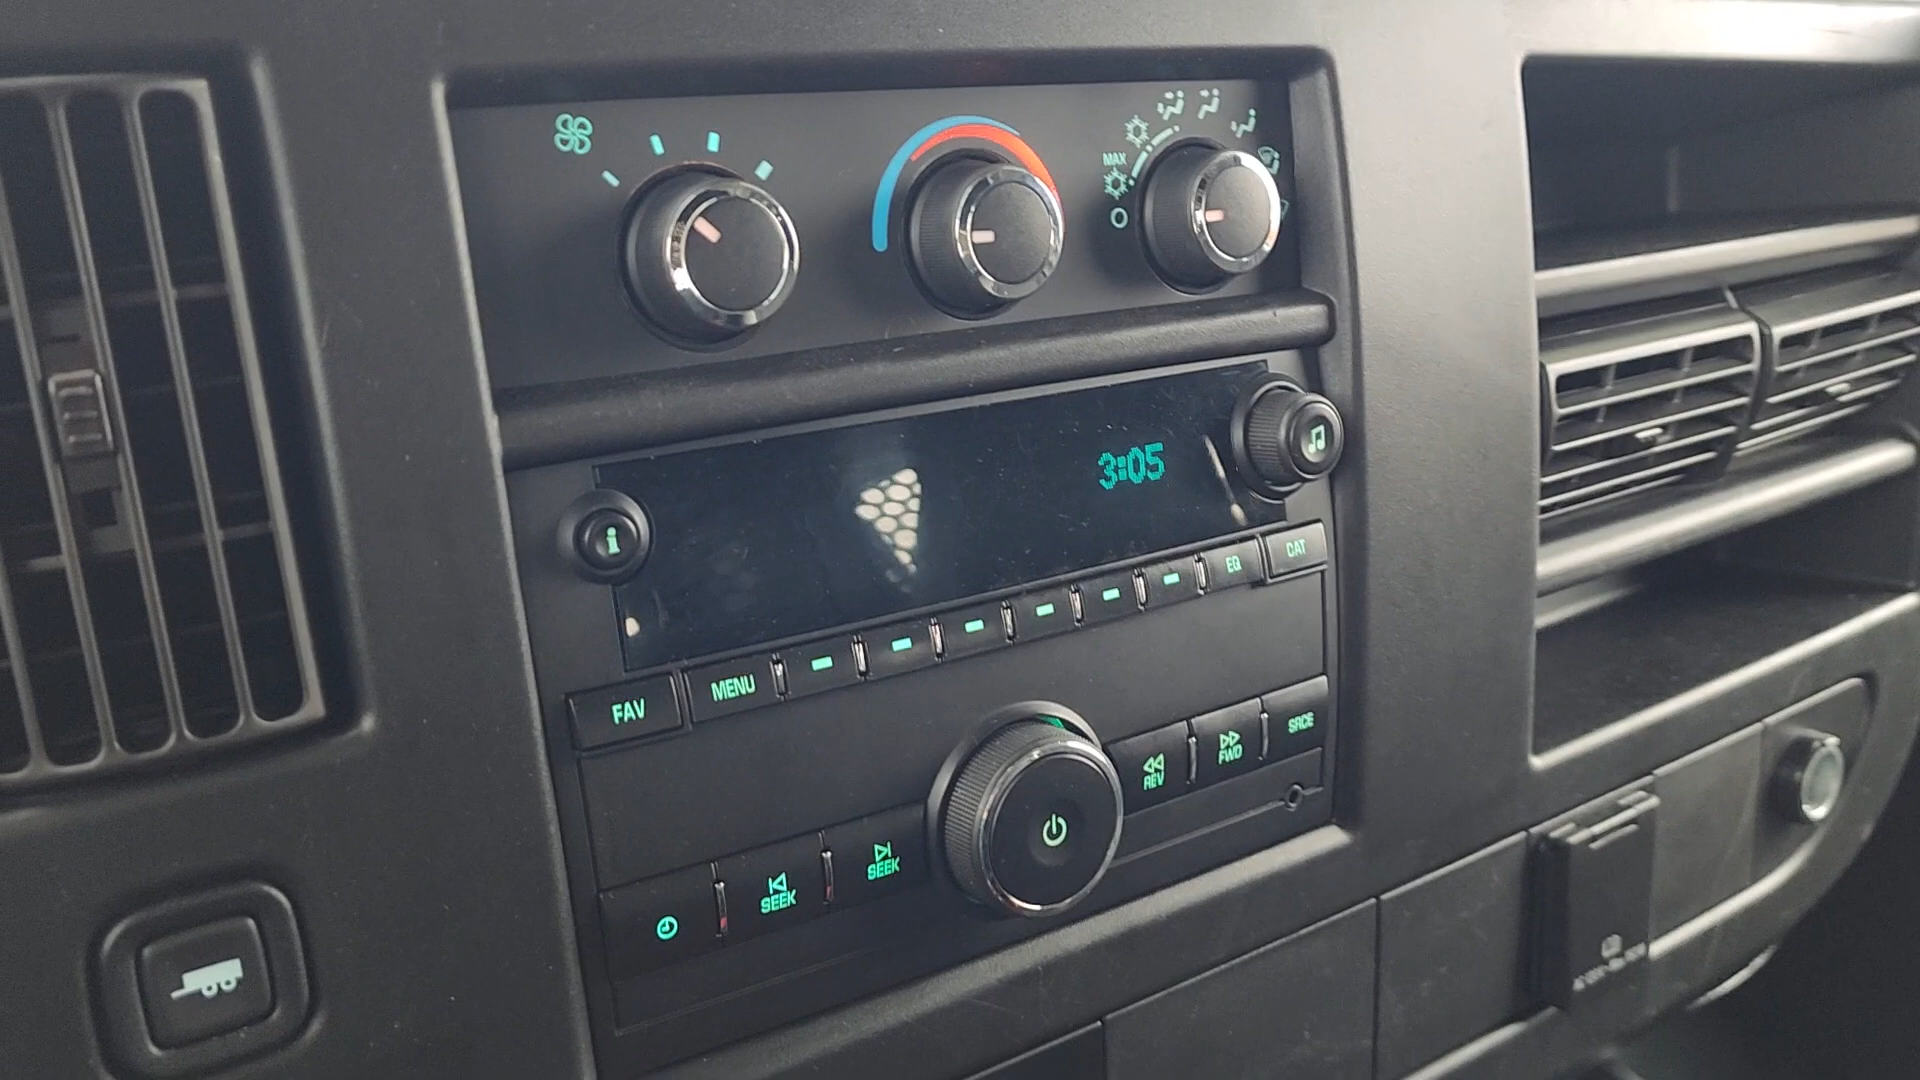 MAX
3:05
FAV
MENU
EQ
CAT
REV
FWD
SRCE
SEEK
SEEK